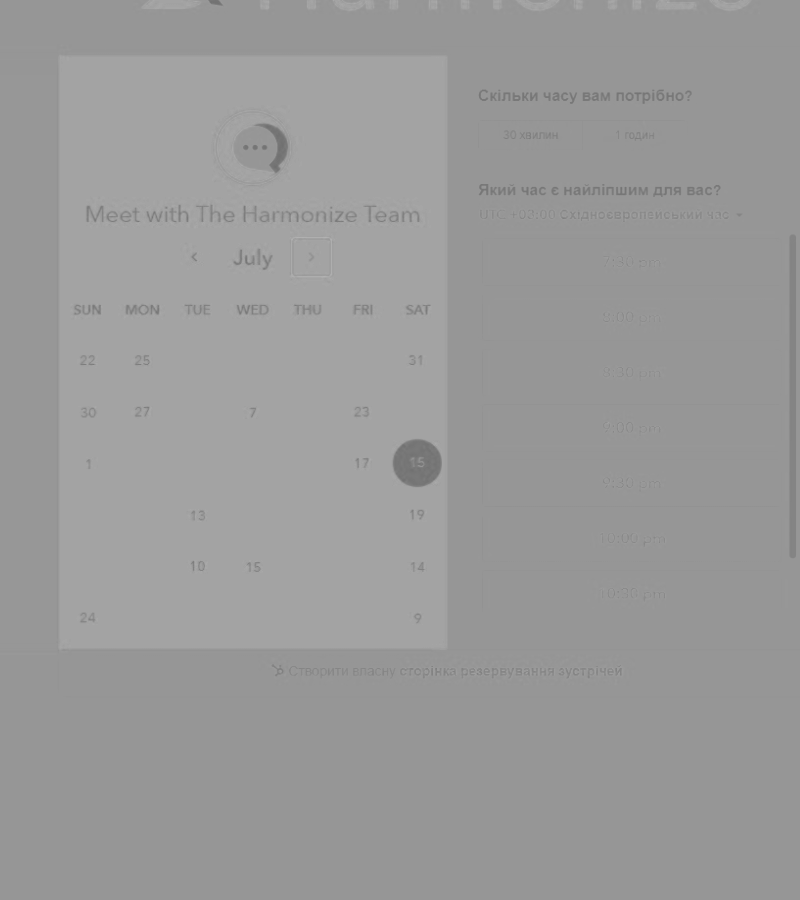 Harmonize
Meet with The Harmonize Team
July
SUN MON TUE WED THU FRI SAT
22 25 31
30 27 7 23
1 17 15
13 19
10 15 14
24 9
Скільки часу вам потрібно?
30 хвилин 1 годин
Який час є найліпшим для вас?
UTC +02:00 Східноєвропейський час
7:30 pm
8:00 pm
8:30 pm
9:00 pm
9:30 pm
10:00 pm
10:30 pm
Створити власну сторінка резервування зустрічей